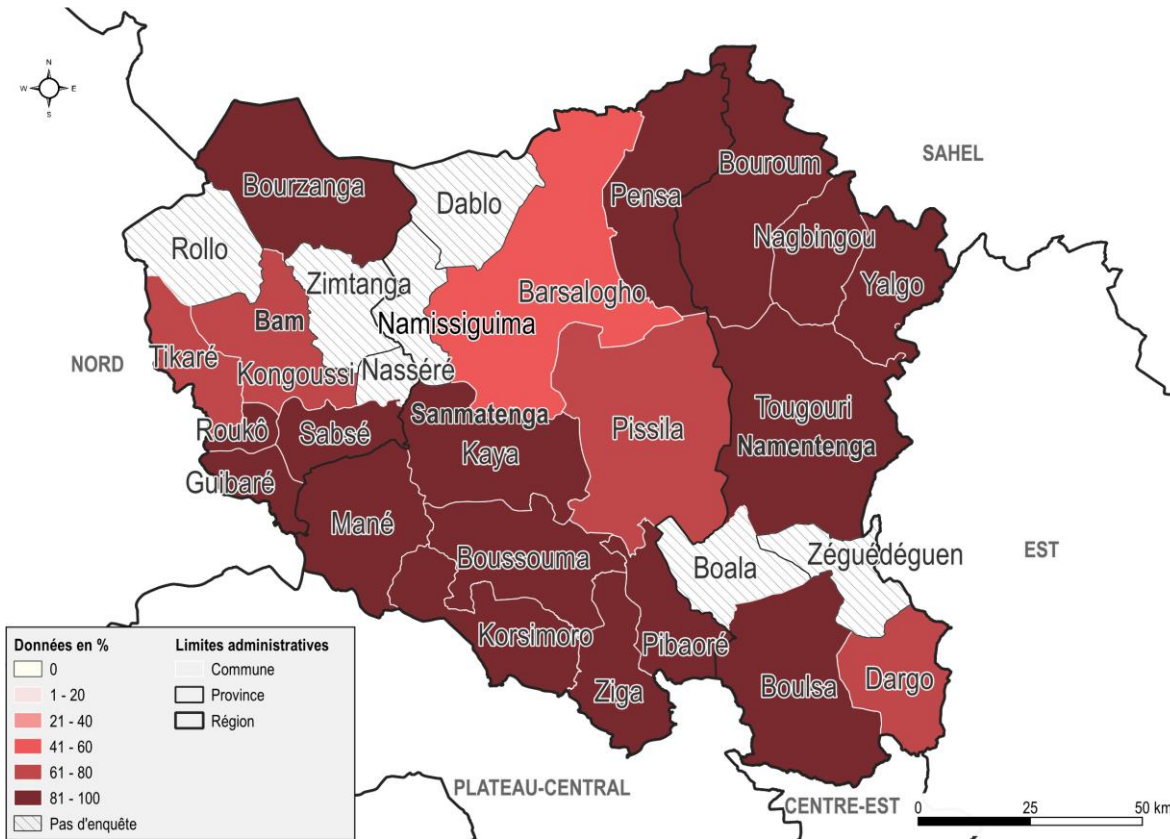 N
W E
S
SAHEL
Bourzanga
Dablo
Pensa
Bouroum
Rollo
Zimtanga
Nagbingou
Yalgo
Barsalogho
Bam
Namissiguima
NORD
Tikaré
Kongoussi
Nasséré
Sanmatenga
Tougouri
Roukô
Sabsé
Kaya
Pissila
Namentenga
Guibaré
Mané
Boussouma
Boala
Zéguédéguen
EST
Korsimoro
Pibaoré
Ziga
Boulsa
Dargo
PLATEAU-CENTRAL
CENTRE-EST
Données en %
0
1 - 20
21 - 40
41 - 60
61 - 80
81 - 100
Pas d'enquête
Limites administratives
Commune
Province
Région
0 25 50 km